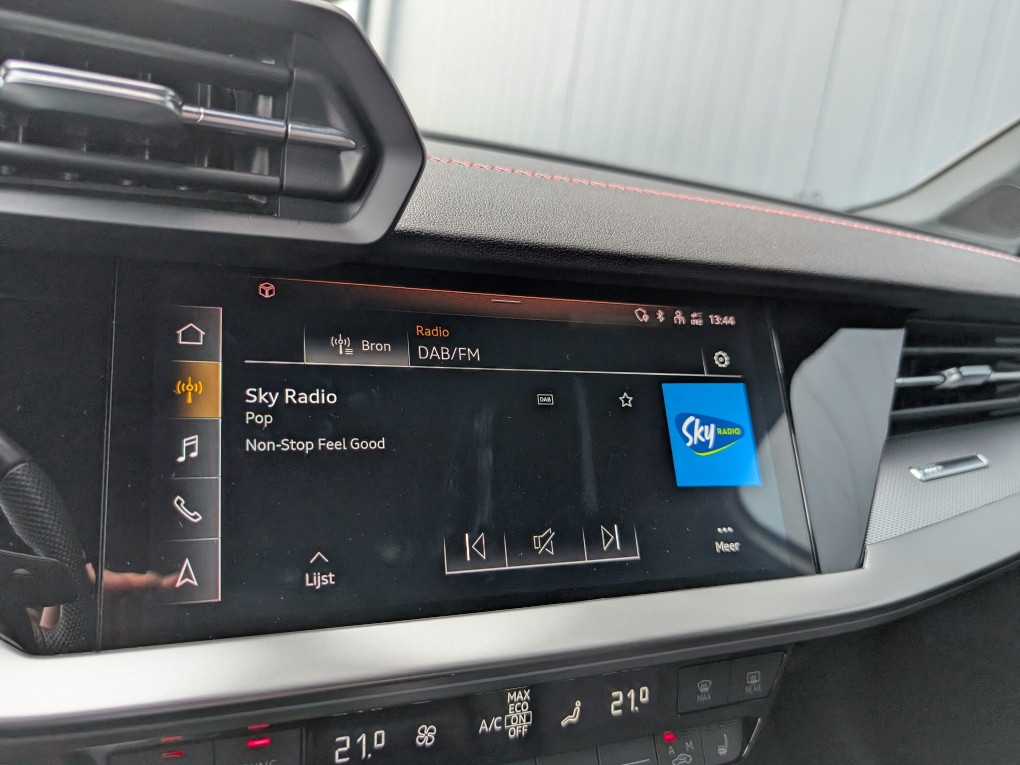 13:44
Bron
Radio
DAB/FM
Sky Radio
DAB
Pop
Non-Stop Feel Good
Sky RADIO
Lijst
Meer
MAX
ECO
A/C ON
OFF
21.0
21.0
MAX
REAR
A M